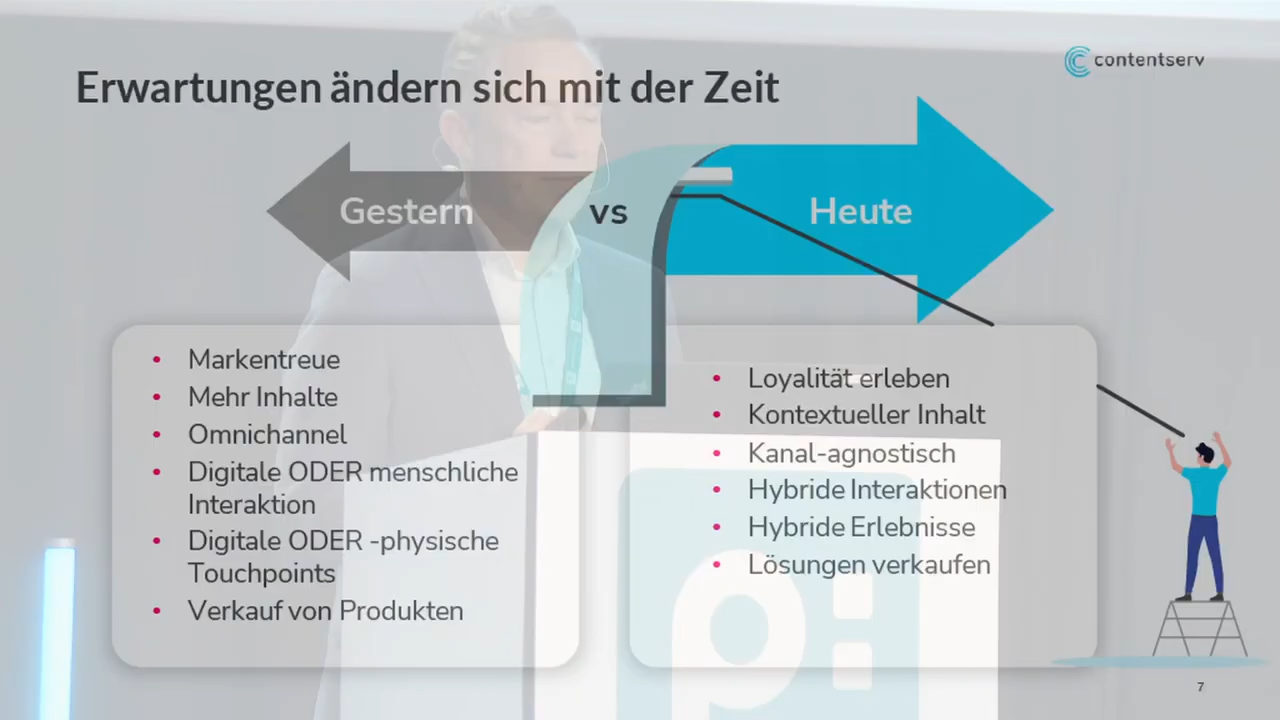 contentserv
Erwartungen ändern sich mit der Zeit
Gestern
vs
Heute
• Markentreue
• Mehr Inhalte
• Omnichannel
• Digitale ODER menschliche
Interaktion
• Digitale ODER -physische
Touchpoints
• Verkauf von Produkten
• Loyalität erleben
• Kontextueller Inhalt
• Kanal-agnostisch
• Hybride Interaktionen
• Hybride Erlebnisse
• Lösungen verkaufen
p:
7